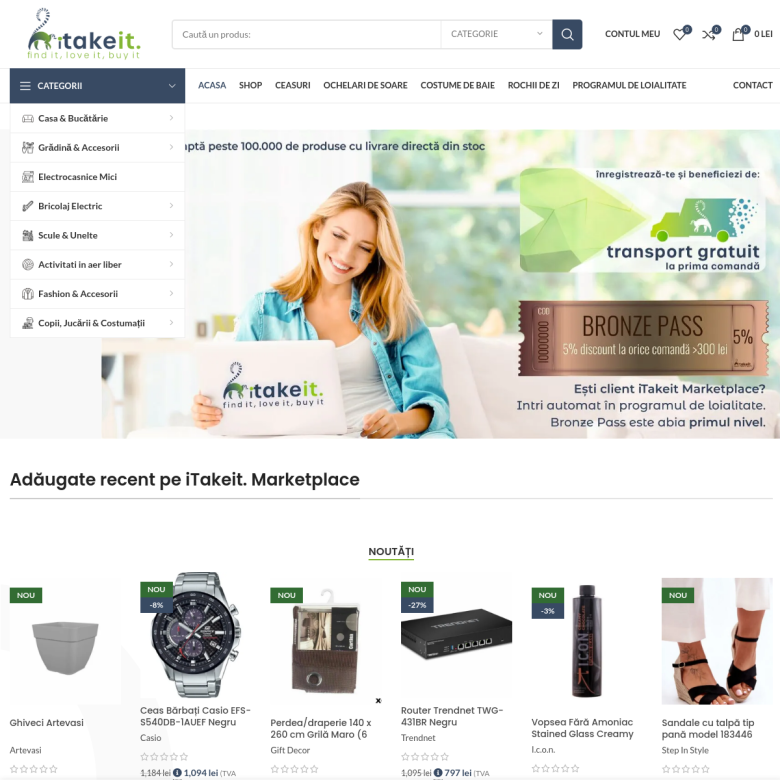 itakeit.
find it, love it, buy it
Caută un produs:
CATEGORIE
CONTUL MEU
0
0
0
0 LEI
CATEGORII
ACASA
SHOP
CEASURI
OCHELARI DE SOARE
COSTUME DE BAIE
ROCHII DE ZI
PROGRAMUL DE LOIALITATE
CONTACT
Casa & Bucătărie
Grădină & Accesorii
Electrocasnice Mici
Bricolaj Electric
Scule & Unelte
Activitati in aer liber
Fashion & Accesorii
Copii, Jucării & Costumații
aptă peste 100.000 de produse cu livrare directă din stoc
înregistrează-te și beneficiezi de:
transport gratuit
la prima comandă
COD
10000000
BRONZE PASS
5% discount la orice comandă >300 lei
5%
itakeit.
find it, love it, buy it
Ești client iTakeit Marketplace?
Intri automat în programul de loialitate.
Bronze Pass este abia primul nivel.
Adăugate recent pe iTakeit. Marketplace
NOUTĂȚI
NOU
Ghiveci Artevasi
Artevasi
NOU
-8%
Ceas Bărbați Casio EFS-
S540DB-1AUEF Negru
Casio
1,184 lei 1,094 lei (TVA
NOU
Perdea/draperie 140 x
260 cm Grilă Maro (6
Gift Decor
x
NOU
-27%
TRENDNET
Router Trendnet TWG-
431BR Negru
Trendnet
1,095 lei 797 lei (TVA
NOU
-3%
ICON
Vopsea Fără Amoniac
Stained Glass Creamy
I.c.o.n.
NOU
Sandale cu talpă tip
pană model 183446
Step In Style